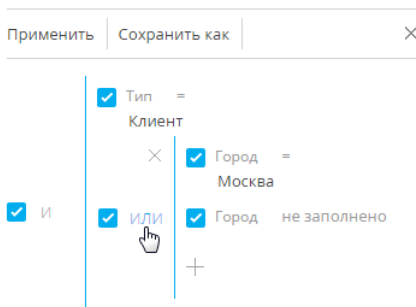 Применить Сохранить как
Тип =
Клиент
Город =
Москва
И ИЛИ Город не заполнено